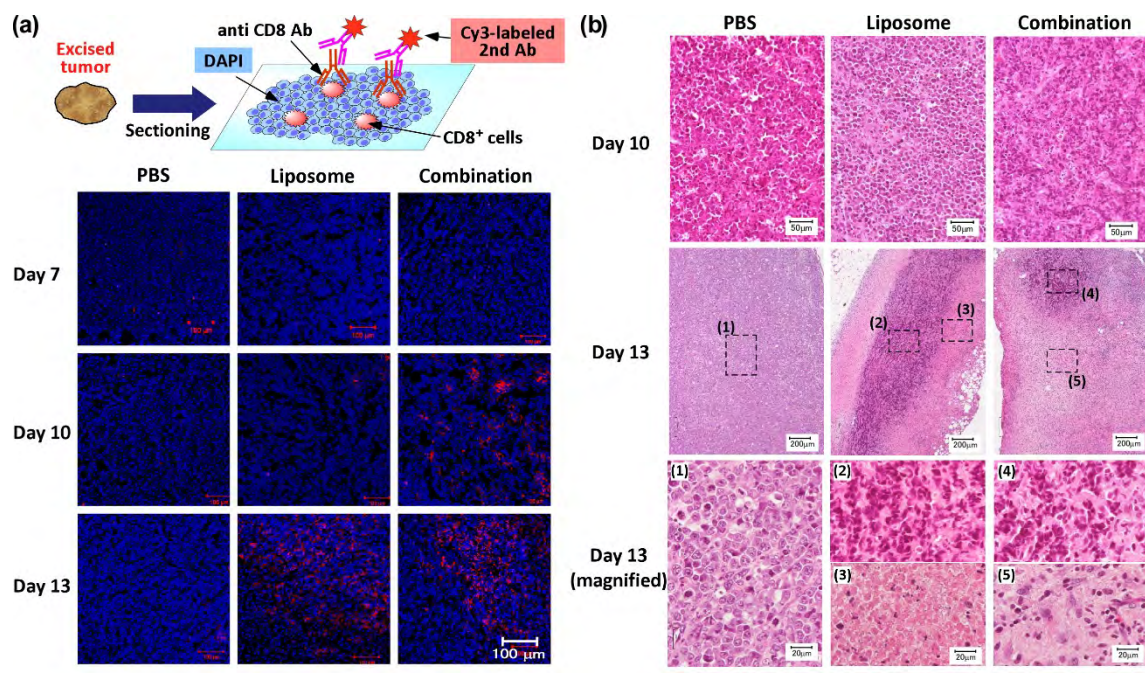 (a)
anti CD8 Ab
Cy3-labeled
2nd Ab
Excised
tumor
DAPI
Sectioning
CD8⁺ cells
PBS
Liposome
Combination
Day 7
100 μm
Day 10
Day 13
100 μm
(b)
PBS
Liposome
Combination
Day 10
50μm
50μm
50μm
Day 13
(1)
(2)
(3)
(4)
(5)
200μm
200μm
200μm
Day 13
(magnified)
(1)
(2)
(4)
(3)
(5)
20μm
20μm
20μm